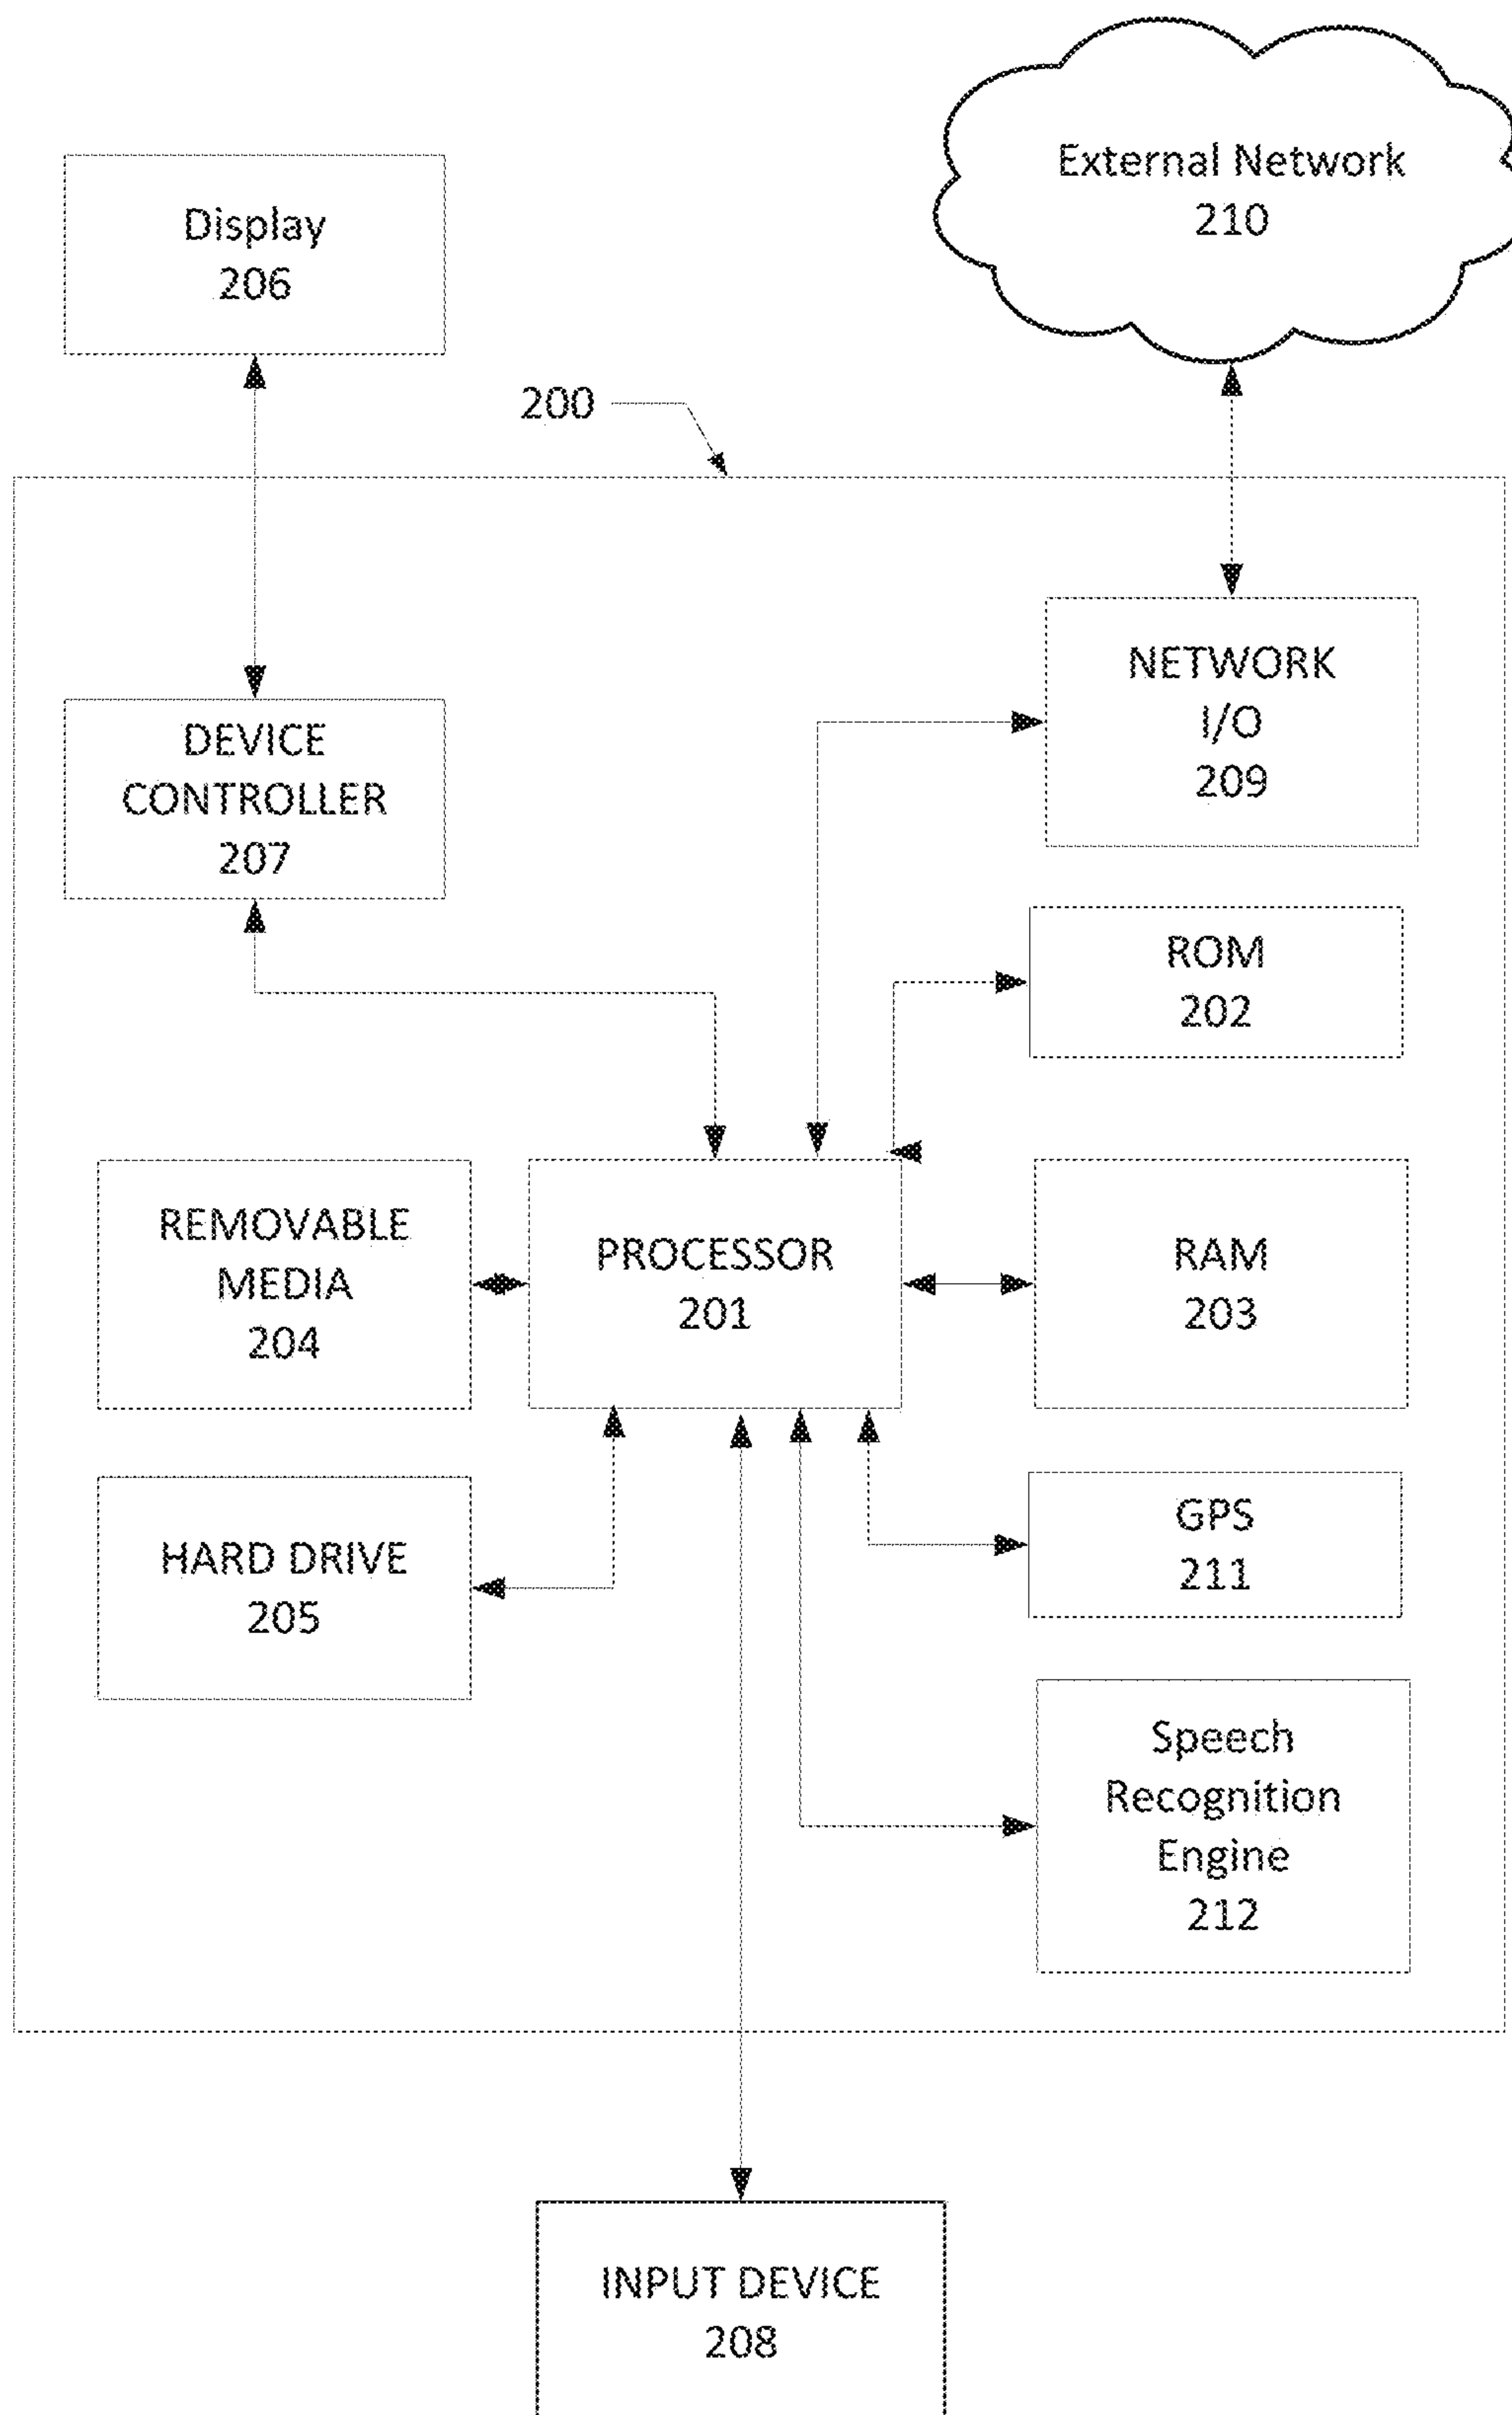 External Network
210
Display
206
200
NETWORK
I/O
209
DEVICE
CONTROLLER
207
ROM
202
REMOVABLE
MEDIA
204
PROCESSOR
201
RAM
203
HARD DRIVE
205
GPS
211
Speech
Recognition
Engine
212
INPUT DEVICE
208